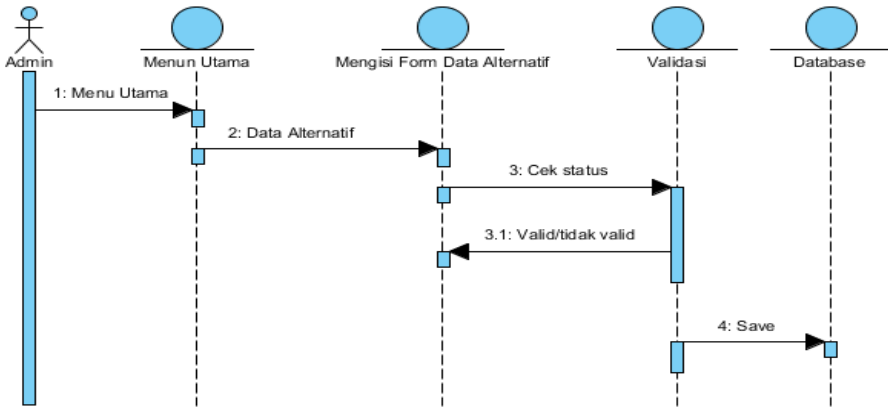 Admin
Menun Utama
Mengisi Form Data Alternatif
Validasi
Database
1: Menu Utama
2: Data Alternatif
3: Cek status
3.1: Valid/tidak valid
4: Save